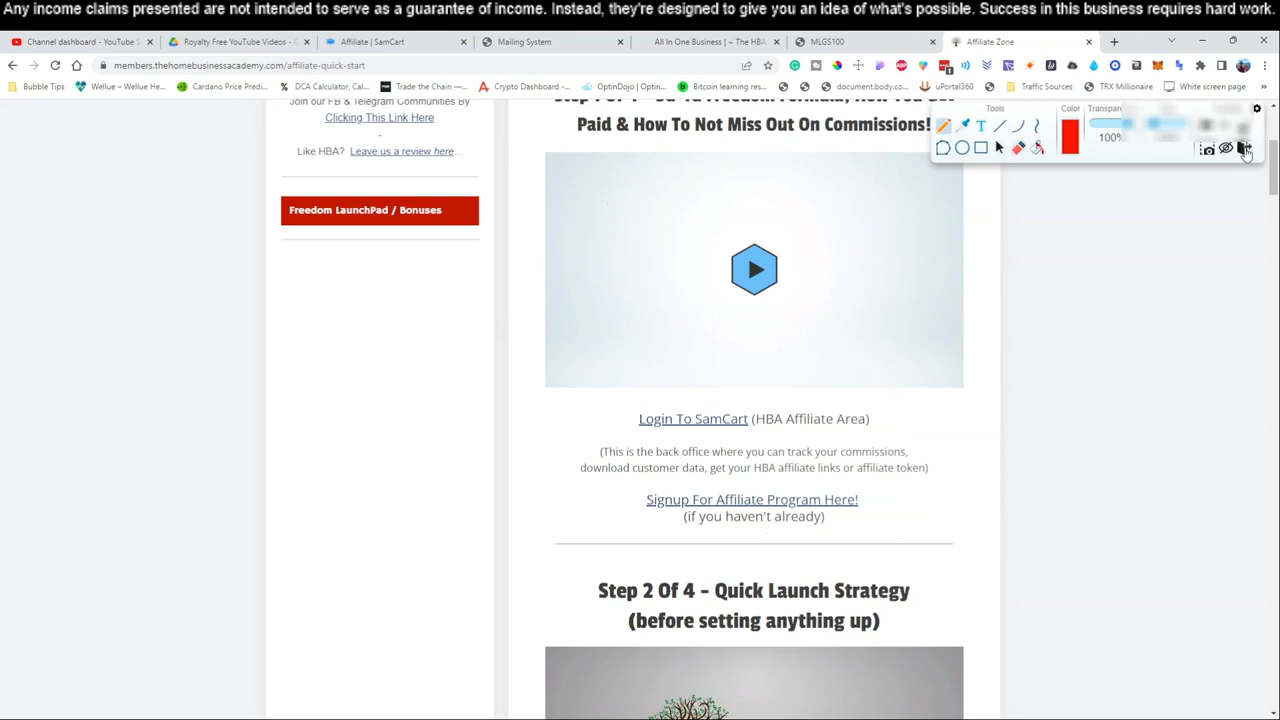 Any income claims presented are not intended to serve as a guarantee of income. Instead, they're designed to give you an idea of what's possible. Success in this business requires hard work.
Channel dashboard - YouTube S
Royalty Free YouTube Videos -
Affiliate | SamCart
Mailing System
All In One Business | ~ The HBA
MLGS100
Affiliate Zone
members.thehomebusinessacademy.com/affiliate-quick-start
Bubble Tips
Wellue – Wellue He...
Cardano Price Predi...
DCA Calculator, Cal...
Trade the Chain —...
Crypto Dashboard -...
OptinDojo | Optin...
Bitcoin learning res...
document.body.co...
uPortal360
Traffic Sources
TRX Millionaire
White screen page
Join our FB & Telegram Communities By
Clicking This Link Here
-
Like HBA? Leave us a review here...
Freedom LaunchPad / Bonuses
Tools
Color
Transpare
100%
Paid & How To Not Miss Out On Commissions!
Login To SamCart (HBA Affiliate Area)
(This is the back office where you can track your commissions,
download customer data, get your HBA affiliate links or affiliate token)
Signup For Affiliate Program Here!
(if you haven't already)
Step 2 Of 4 – Quick Launch Strategy
(before setting anything up)